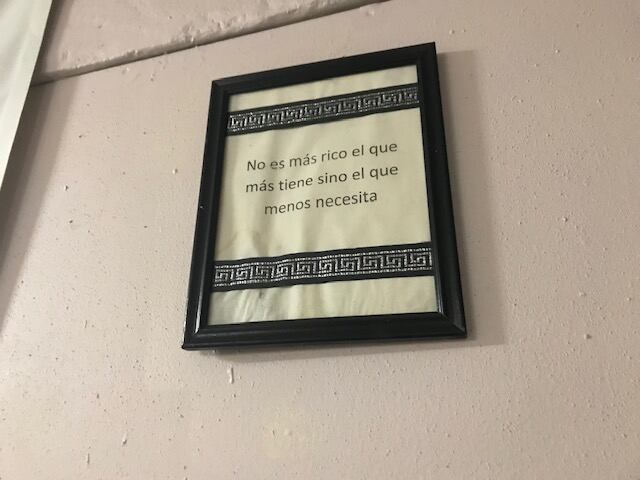 No es más rico el que
más tiene sino el que
menos necesita